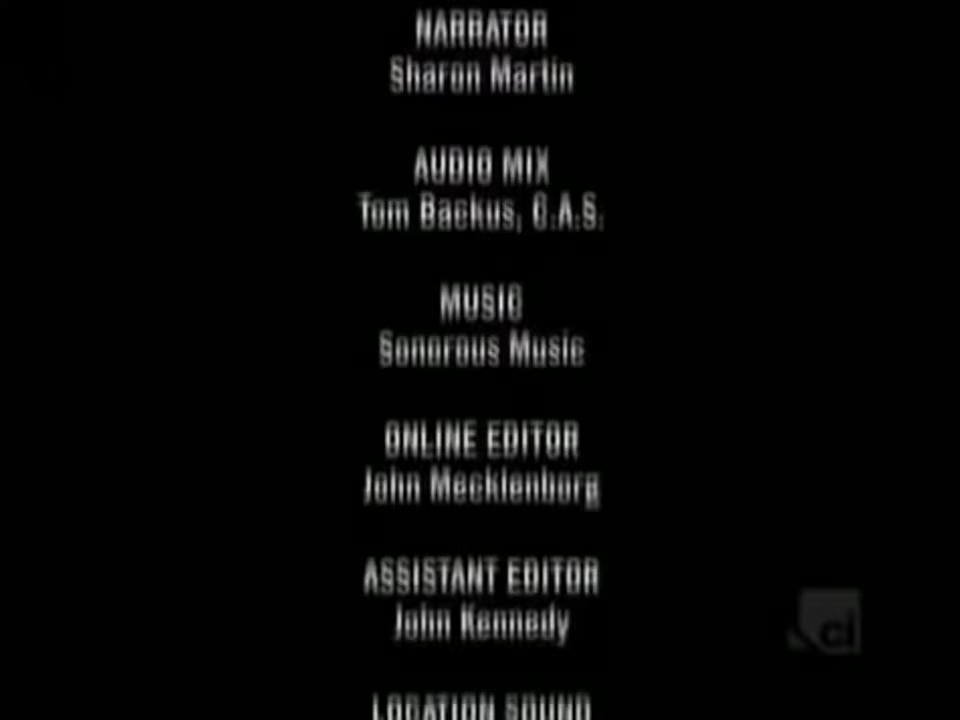 NARRATOR
Sharon Martin
AUDIO MIX
Tom Backus, C.A.S.
MUSIC
Sonorous Music
ONLINE EDITOR
John Mecklenborg
ASSISTANT EDITOR
John Kennedy
LOCATION SOUND